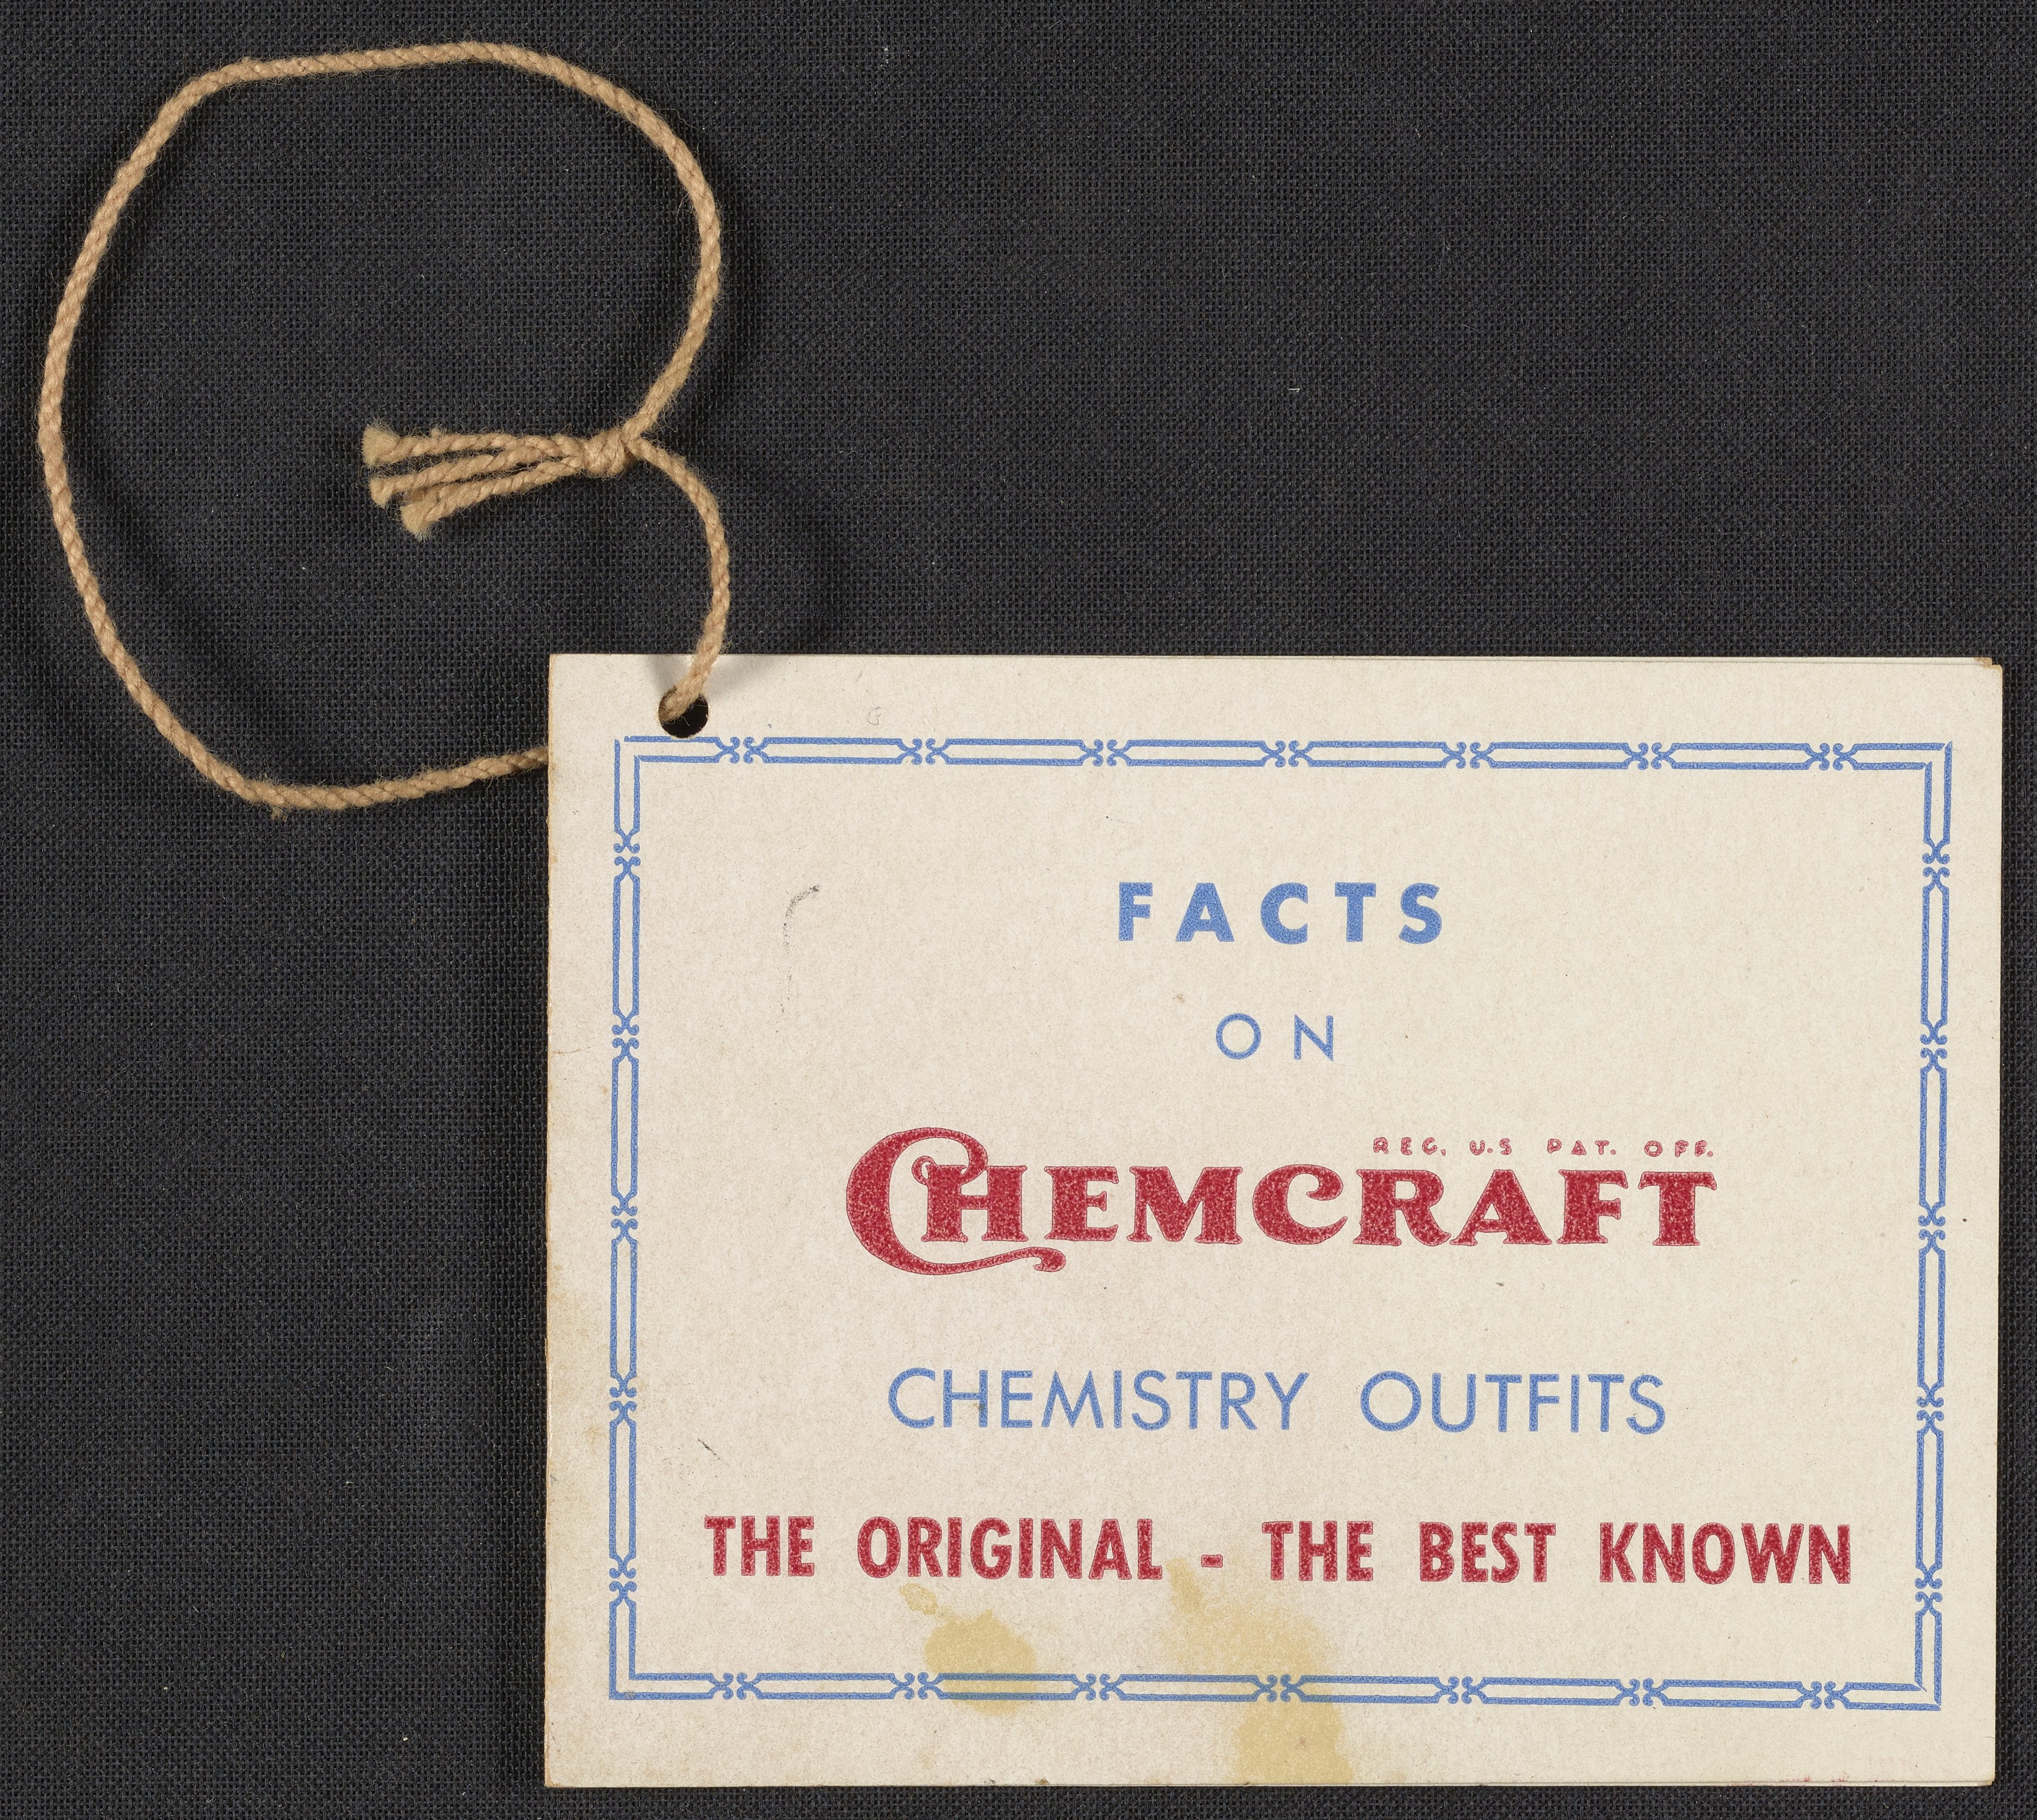 FACTS
ON
REG. U.S PAT. OFF.
CHEMCRAFT
CHEMISTRY OUTFITS
THE ORIGINAL - THE BEST KNOWN